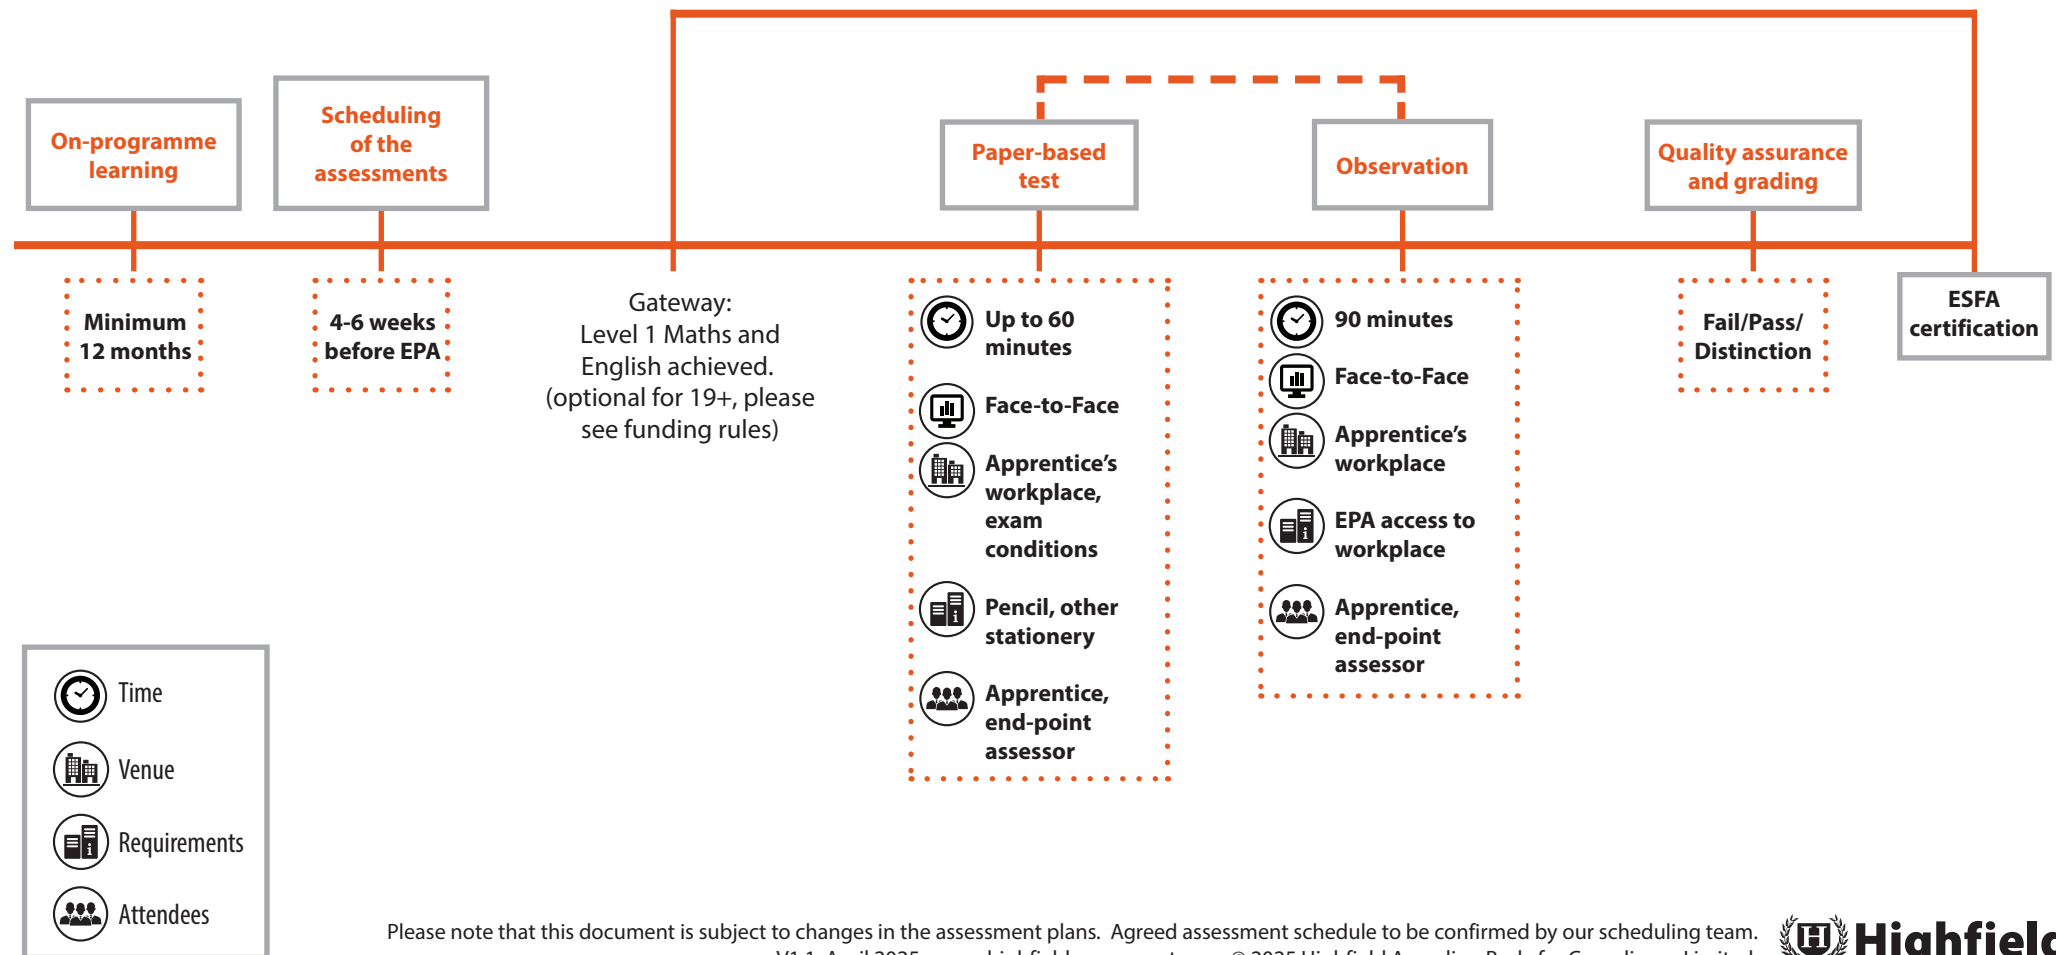 On-programme
learning
Scheduling
of the
assessments
Paper-based
test
Observation
Quality assurance
and grading
Minimum
12 months
4-6 weeks
before EPA
Gateway:
Level 1 Maths and
English achieved.
(optional for 19+, please
see funding rules)
Up to 60
minutes
Face-to-Face
Apprentice's
workplace,
exam
conditions
Pencil, other
stationery
Apprentice,
end-point
assessor
90 minutes
Face-to-Face
Apprentice's
workplace
EPA access to
workplace
Apprentice,
end-point
assessor
Fail/Pass/
Distinction
ESFA
certification
Time
Venue
Requirements
Attendees
Please note that this document is subject to changes in the assessment plans.  Agreed assessment schedule to be confirmed by our scheduling team.
2025 Highfield
H Highfield